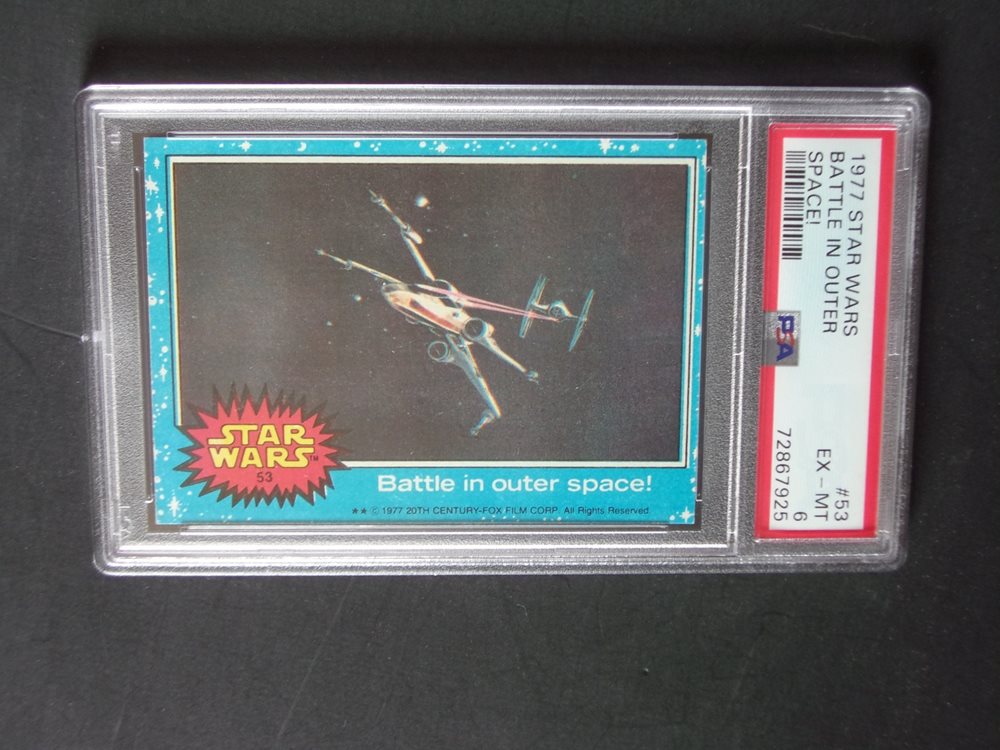 STAR
WARS™
53
Battle in outer space!
★★ © 1977 20TH CENTURY-FOX FILM CORP. All Rights Reserved.
1977 STAR WARS #53
BATTLE IN OUTER EX - MT
SPACE! 6
PSA 72867925